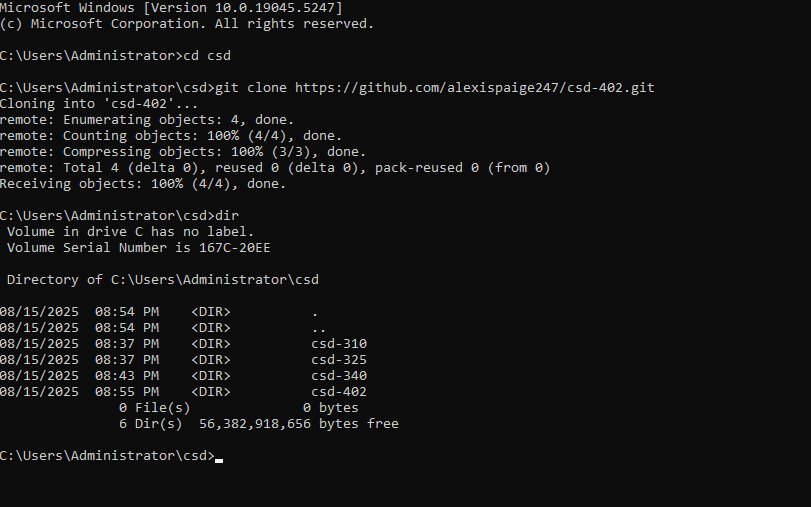 Microsoft Windows [Version 10.0.19045.5247]
(c) Microsoft Corporation. All rights reserved.
C:\Users\Administrator>cd csd
C:\Users\Administrator\csd>git clone https://github.com/alexispaige247/csd-402.git
Cloning into 'csd-402'...
remote: Enumerating objects: 4, done.
remote: Counting objects: 100% (4/4), done.
remote: Compressing objects: 100% (3/3), done.
remote: Total 4 (delta 0), reused 0 (delta 0), pack-reused 0 (from 0)
Receiving objects: 100% (4/4), done.
C:\Users\Administrator\csd>dir
 Volume in drive C has no label.
 Volume Serial Number is 167C-20EE
 Directory of C:\Users\Administrator\csd
08/15/2025  08:54 PM    <DIR>          .
08/15/2025  08:54 PM    <DIR>          ..
08/15/2025  08:37 PM    <DIR>          csd-310
08/15/2025  08:37 PM    <DIR>          csd-325
08/15/2025  08:43 PM    <DIR>          csd-340
08/15/2025  08:55 PM    <DIR>          csd-402
               0 File(s)              0 bytes
               6 Dir(s)  56,382,918,656 bytes free
C:\Users\Administrator\csd>